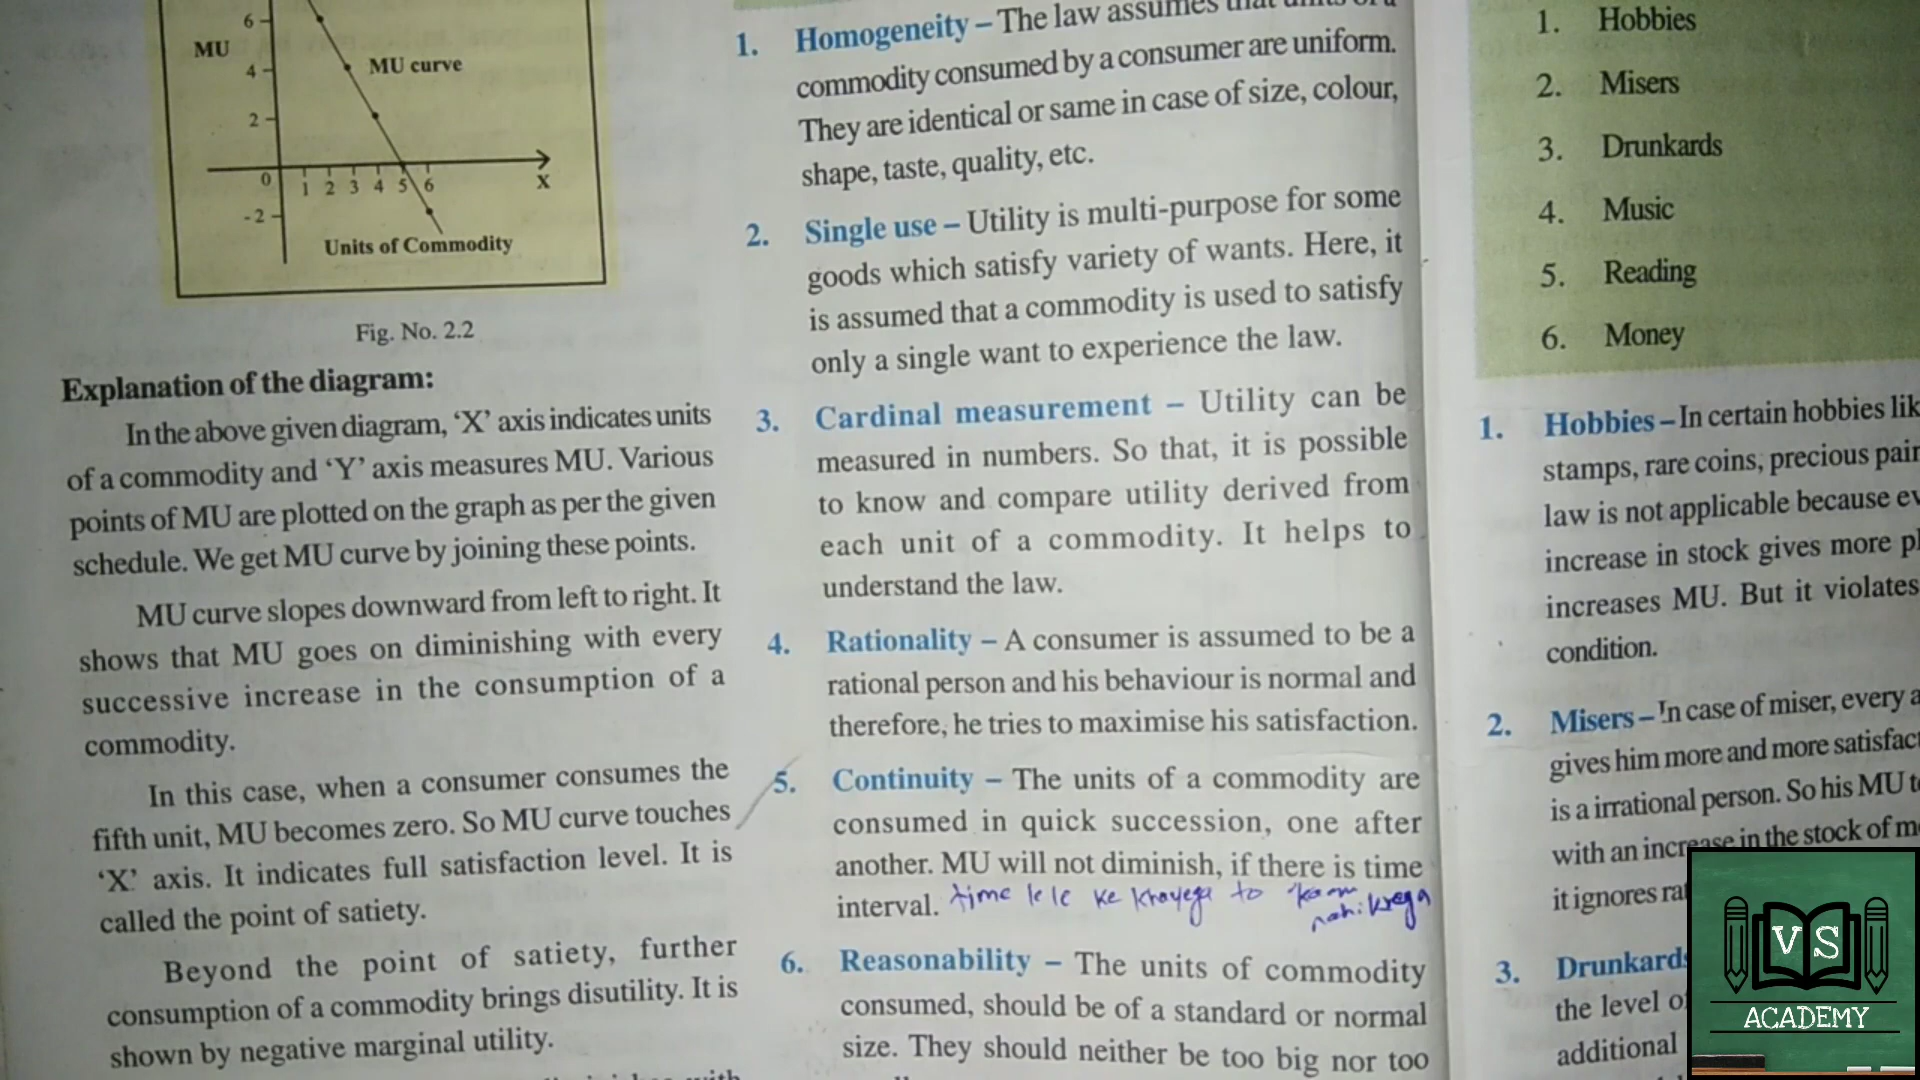 6
MU
4
MU curve
2
0
1 2 3 4 5 6
X
-2
Units of Commodity
Fig. No. 2.2
Explanation of the diagram:
In the above given diagram, ‘X’ axis indicates units
of a commodity and ‘Y’ axis measures MU. Various
points of MU are plotted on the graph as per the given
schedule. We get MU curve by joining these points.
MU curve slopes downward from left to right. It
shows that MU goes on diminishing with every
successive increase in the consumption of a
commodity.
In this case, when a consumer consumes the
fifth unit, MU becomes zero. So MU curve touches
‘X’ axis. It indicates full satisfaction level. It is
called the point of satiety.
Beyond the point of satiety, further
consumption of a commodity brings disutility. It is
shown by negative marginal utility.
1. Homogeneity – The law assumes that units of a
commodity consumed by a consumer are uniform.
They are identical or same in case of size, colour,
shape, taste, quality, etc.
2. Single use – Utility is multi-purpose for some
goods which satisfy variety of wants. Here, it
is assumed that a commodity is used to satisfy
only a single want to experience the law.
3. Cardinal measurement – Utility can be
measured in numbers. So that, it is possible
to know and compare utility derived from
each unit of a commodity. It helps to
understand the law.
4. Rationality – A consumer is assumed to be a
rational person and his behaviour is normal and
therefore, he tries to maximise his satisfaction.
5. Continuity – The units of a commodity are
consumed in quick succession, one after
another. MU will not diminish, if there is time
interval. time le le ke khayega to kaam
nahi krega
6. Reasonability – The units of commodity
consumed, should be of a standard or normal
size. They should neither be too big nor too
1. Hobbies
2. Misers
3. Drunkards
4. Music
5. Reading
6. Money
1. Hobbies – In certain hobbies lik
stamps, rare coins, precious pain
law is not applicable because ev
increase in stock gives more pl
increases MU. But it violates
condition.
2. Misers – In case of miser, every a
gives him more and more satisfact
is a irrational person. So his MU t
with an increase in the stock of m
it ignores ra
3. Drunkards
the level o
additional
VS
ACADEMY